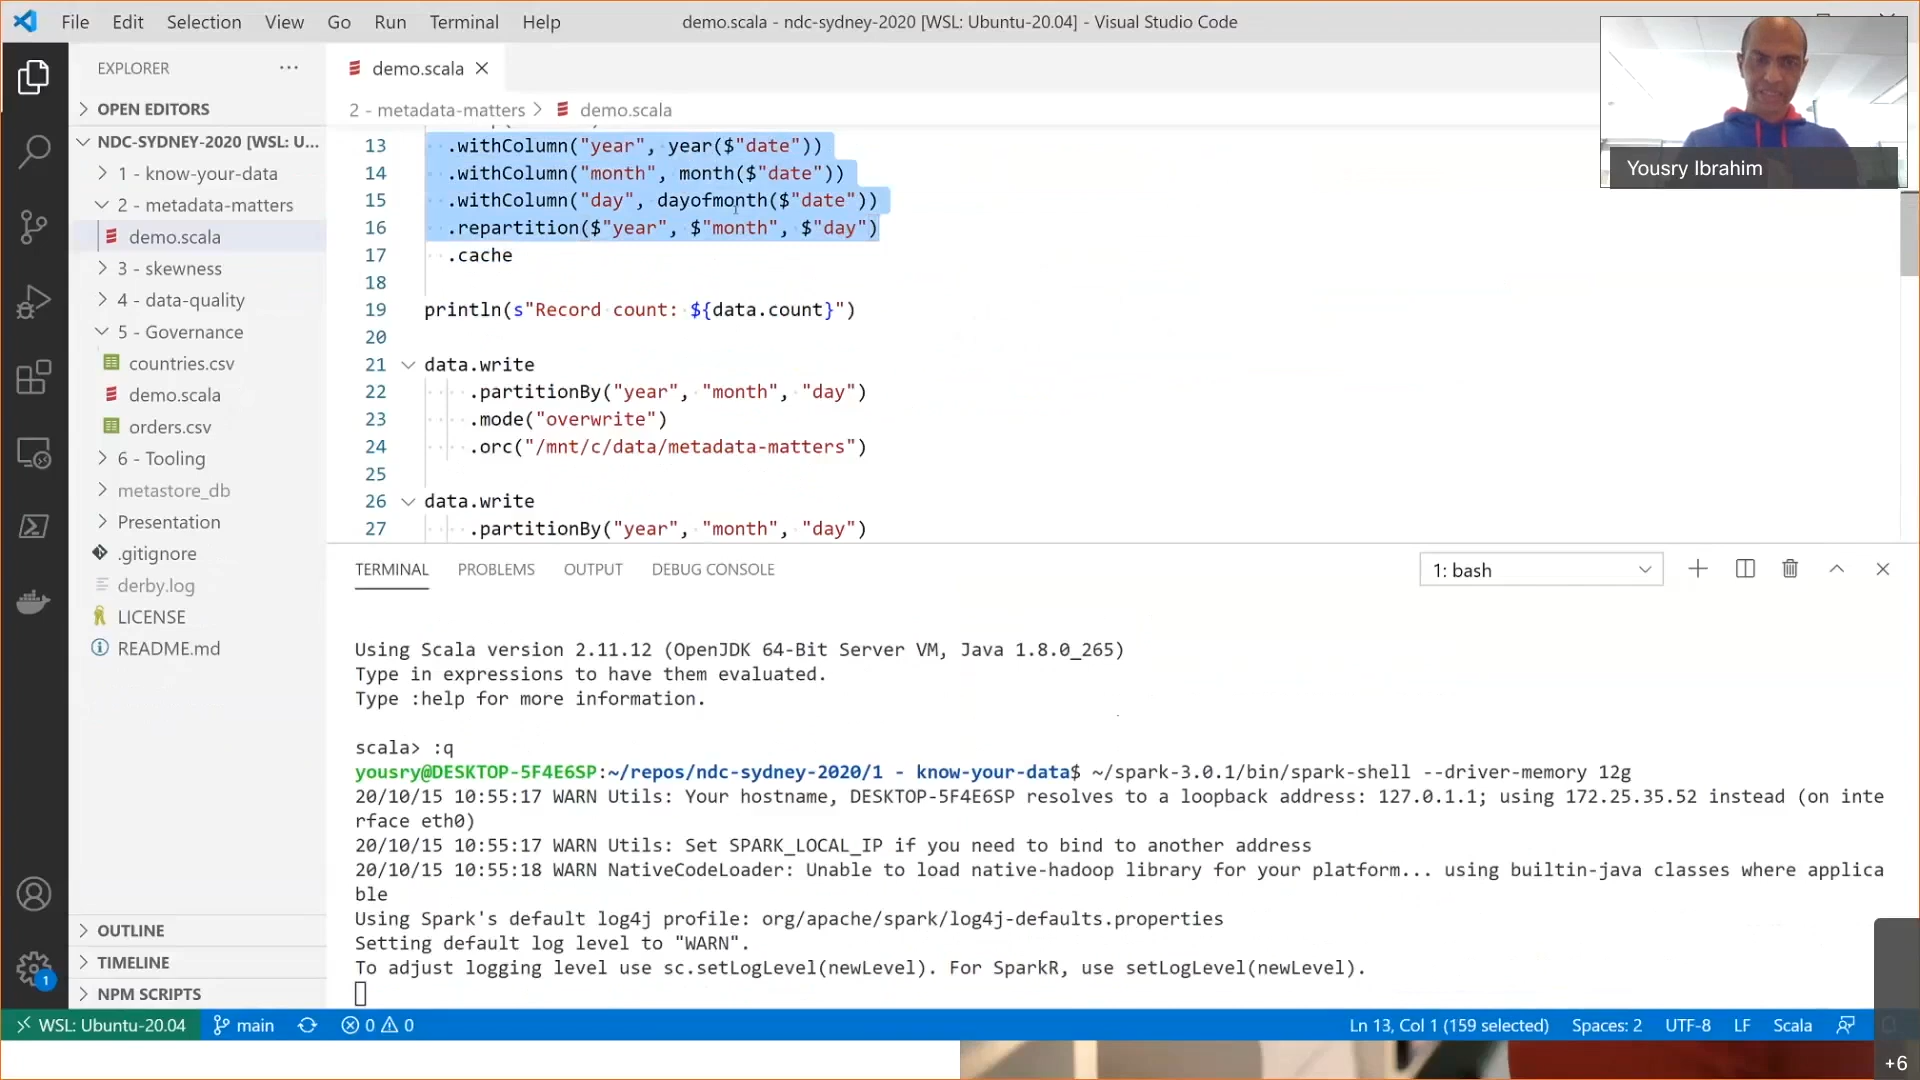 File Edit Selection View Go Run Terminal Help
demo.scala - ndc-sydney-2020 [WSL: Ubuntu-20.04] - Visual Studio Code
Yousry Ibrahim
EXPLORER
OPEN EDITORS
NDC-SYDNEY-2020 [WSL: U...
1 - know-your-data
2 - metadata-matters
demo.scala
3 - skewness
4 - data-quality
5 - Governance
countries.csv
demo.scala
orders.csv
6 - Tooling
metastore_db
Presentation
.gitignore
derby.log
LICENSE
README.md
OUTLINE
TIMELINE
NPM SCRIPTS
demo.scala
2 - metadata-matters > demo.scala
13 .withColumn("year", year($"date"))
14 .withColumn("month", month($"date"))
15 .withColumn("day", dayofmonth($"date"))
16 .repartition($"year", $"month", $"day")
17 .cache
18
19 println(s"Record count: ${data.count}")
20
21 data.write
22 .partitionBy("year", "month", "day")
23 .mode("overwrite")
24 .orc("/mnt/c/data/metadata-matters")
25
26 data.write
27 .partitionBy("year", "month", "day")
TERMINAL PROBLEMS OUTPUT DEBUG CONSOLE
1: bash
Using Scala version 2.11.12 (OpenJDK 64-Bit Server VM, Java 1.8.0_265)
Type in expressions to have them evaluated.
Type :help for more information.
scala> :q
yousry@DESKTOP-5F4E6SP:~/repos/ndc-sydney-2020/1 - know-your-data$ ~/spark-3.0.1/bin/spark-shell --driver-memory 12g
20/10/15 10:55:17 WARN Utils: Your hostname, DESKTOP-5F4E6SP resolves to a loopback address: 127.0.1.1; using 172.25.35.52 instead (on inte
rface eth0)
20/10/15 10:55:17 WARN Utils: Set SPARK_LOCAL_IP if you need to bind to another address
20/10/15 10:55:18 WARN NativeCodeLoader: Unable to load native-hadoop library for your platform... using builtin-java classes where applica
ble
Using Spark's default log4j profile: org/apache/spark/log4j-defaults.properties
Setting default log level to "WARN".
To adjust logging level use sc.setLogLevel(newLevel). For SparkR, use setLogLevel(newLevel).
1
WSL: Ubuntu-20.04 main 0 0
Ln 13, Col 1 (159 selected) Spaces: 2 UTF-8 LF Scala
+6